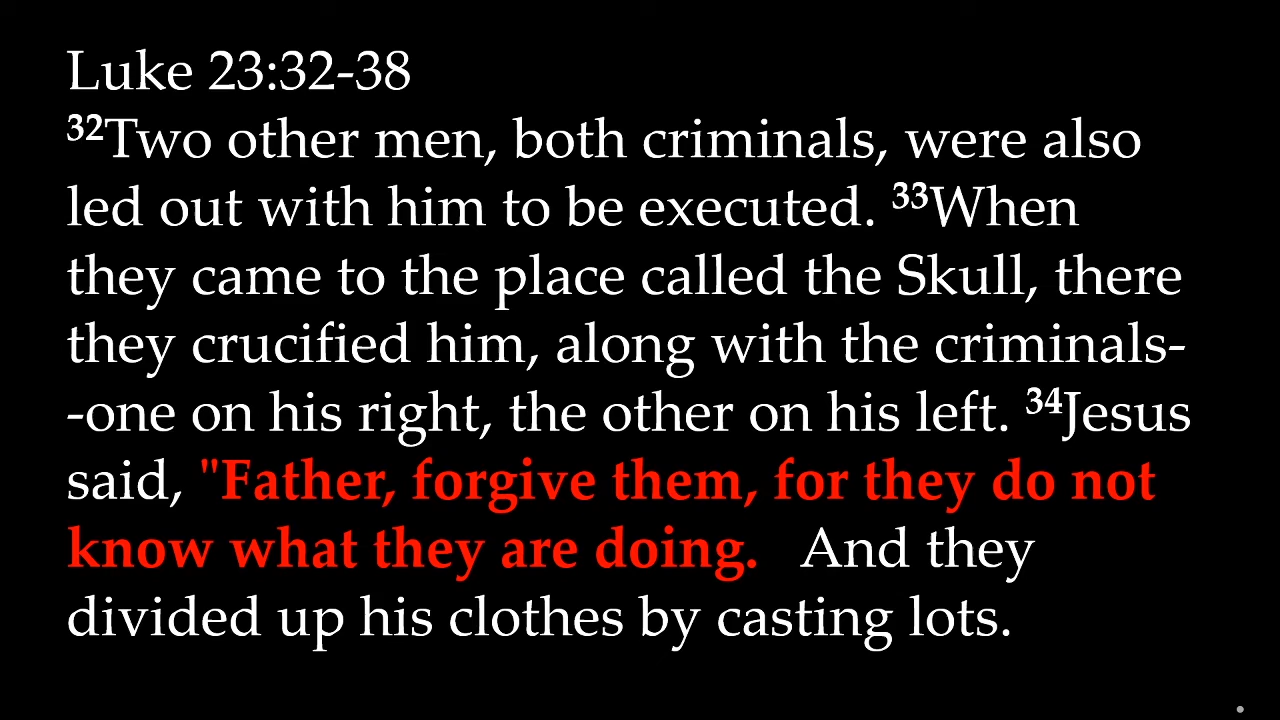 Luke 23:32-38
³²Two other men, both criminals, were also
led out with him to be executed. ³³When
they came to the place called the Skull, there
they crucified him, along with the criminals-
-one on his right, the other on his left. ³⁴Jesus
said, "Father, forgive them, for they do not
know what they are doing.   And they
divided up his clothes by casting lots.